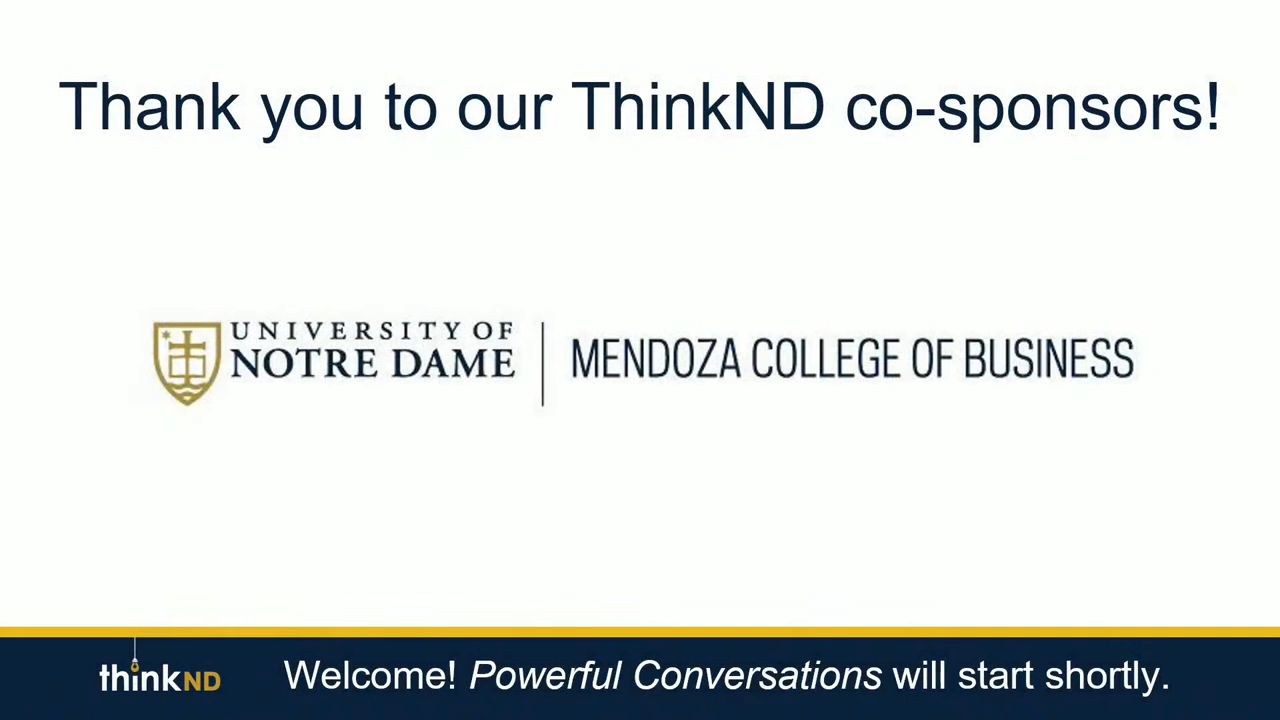 Thank you to our ThinkND co-sponsors!
UNIVERSITY OF
NOTRE DAME
MENDOZA COLLEGE OF BUSINESS
thinkND
Welcome! Powerful Conversations will start shortly.